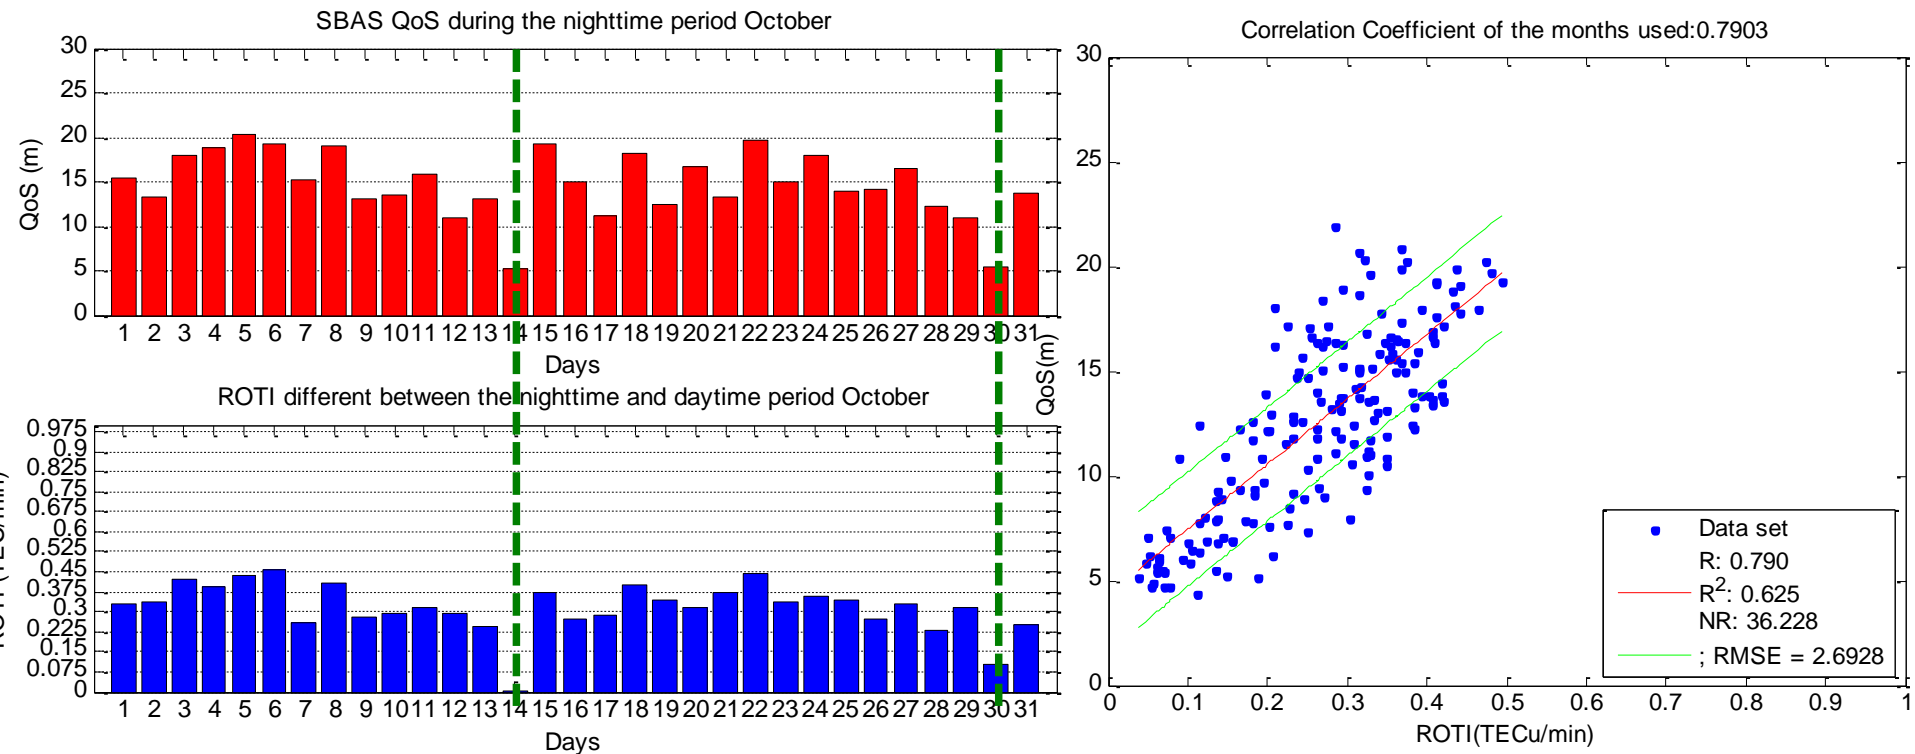 SBAS QoS during the nighttime period October
30
25
20
15
10
5
0
QoS (m)
1 2 3 4 5 6 7 8 9 10 11 12 13 14 15 16 17 18 19 20 21 22 23 24 25 26 27 28 29 30 31
Days
ROTI different between the nighttime and daytime period October
0.975
0.9
0.825
0.75
0.675
0.6
0.525
0.45
0.375
0.3
0.225
0.15
0.075
0
1 2 3 4 5 6 7 8 9 10 11 12 13 14 15 16 17 18 19 20 21 22 23 24 25 26 27 28 29 30 31
Days
Correlation Coefficient of the months used:0.7903
30
25
20
15
10
5
0
QoS(m)
0 0.1 0.2 0.3 0.4 0.5 0.6 0.7 0.8 0.9 1
ROTI(TECu/min)
Data set
R: 0.790
R2: 0.625
NR: 36.228
; RMSE = 2.6928